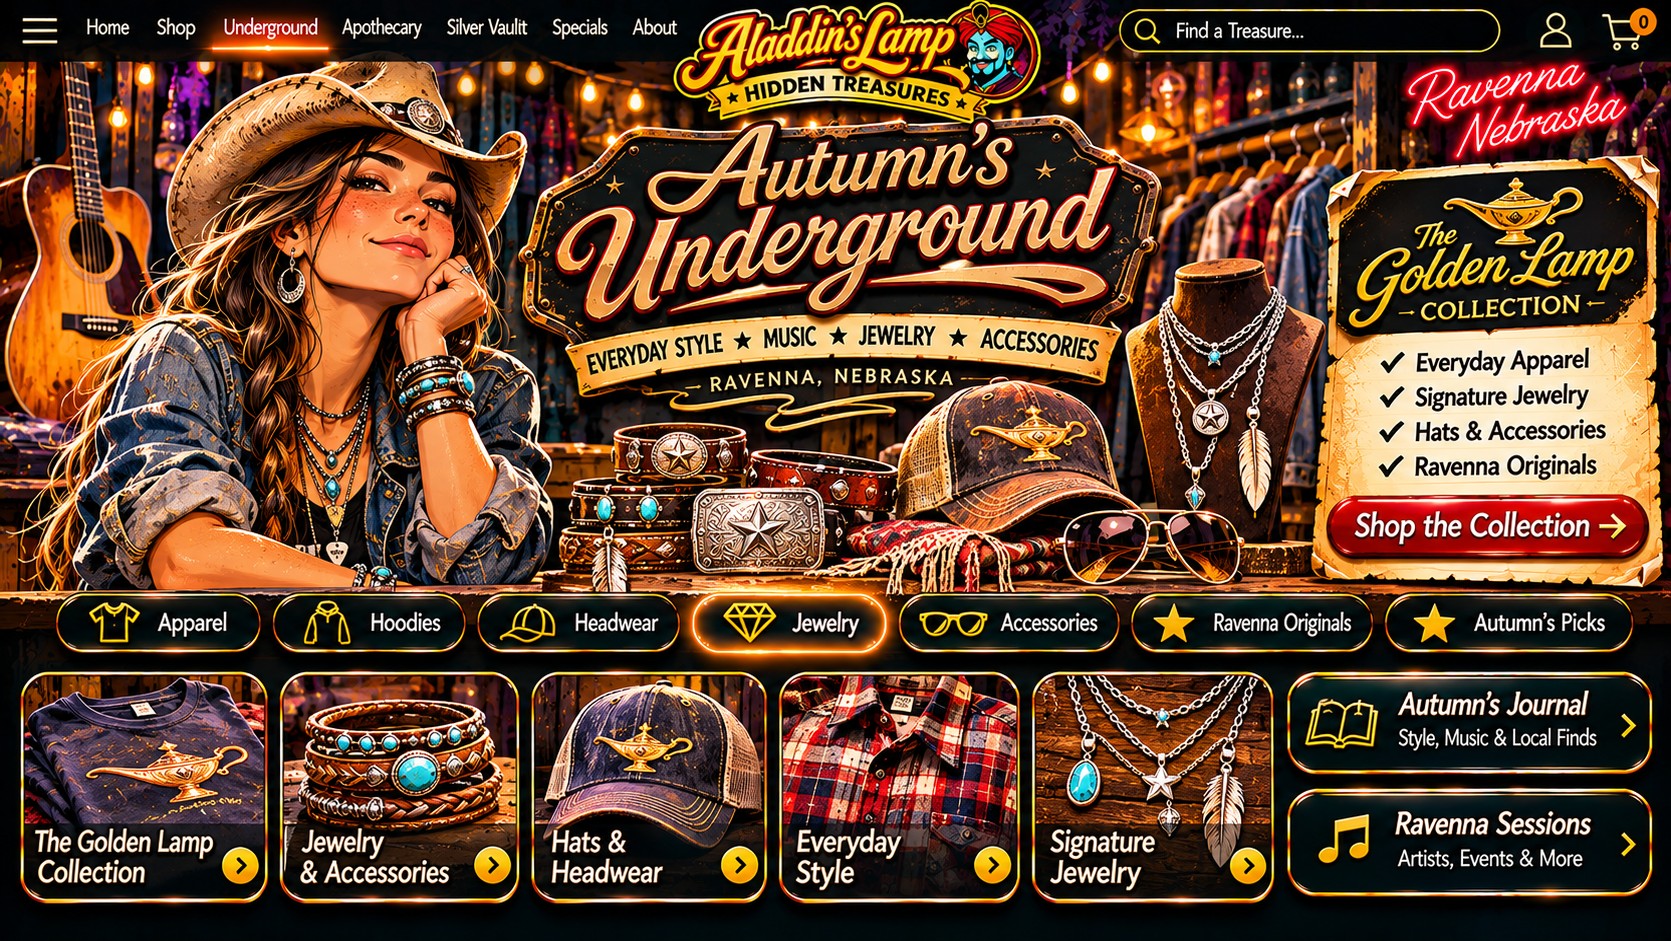 Home
Shop
Underground
Apothecary
Silver Vaulit
Specials
About
Aladdin's Lamp
★ HIDDEN TREASURES ★
Find a Treasure...
0
Ravenna
Nebraska
Autumn's
Underground
EVERYDAY STYLE ★ MUSIC ★ JEWELRY ★ ACCESSORIES
RAVENNA, NEBRASKA
The
Golden Lamp
COLLECTION
✓ Everyday Apparel
✓ Signature Jewelry
✓ Hats & Accessories
✓ Ravenna Originals
Shop the Collection →
Apparel
Hoodies
Headwear
Jewelry
Accessories
Ravenna Originals
Autumn's Picks
The Golden Lamp
Collection
Jewelry
& Accessories
Hats &
Headwear
Everyday
Style
Signature
Jewelry
Autumn's Journal
Style, Music & Local Finds
Ravenna Sessions
Artists, Events & More